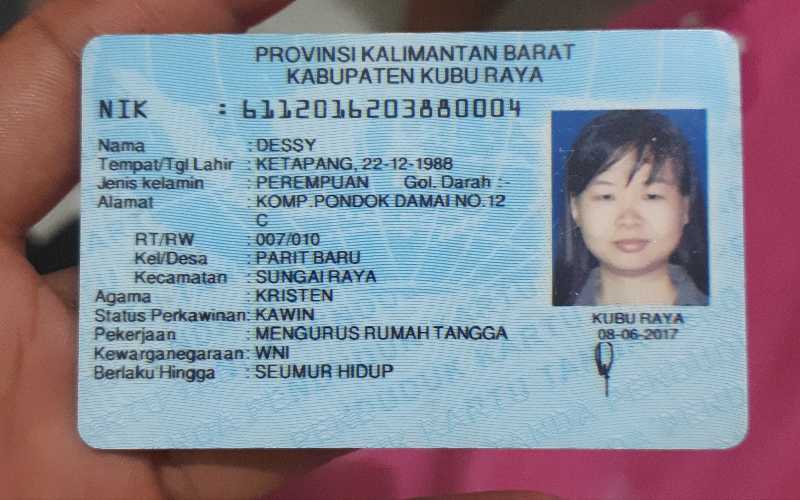 PROVINSI KALIMANTAN BARAT
KABUPATEN KUBU RAYA
NIK : 6112016203880004
Nama : DESSY
Tempat/Tgl Lahir : KETAPANG, 22-12-1988
Jenis kelamin : PEREMPUAN Gol. Darah :-
Alamat : KOMP.PONDOK DAMAI NO.12
C
RT/RW : 007/010
Kel/Desa : PARIT BARU
Kecamatan : SUNGAI RAYA
Agama : KRISTEN
Status Perkawinan: KAWIN
Pekerjaan : MENGURUS RUMAH TANGGA
Kewarganegaraan: WNI
Berlaku Hingga : SEUMUR HIDUP
KUBU RAYA
08-06-2017